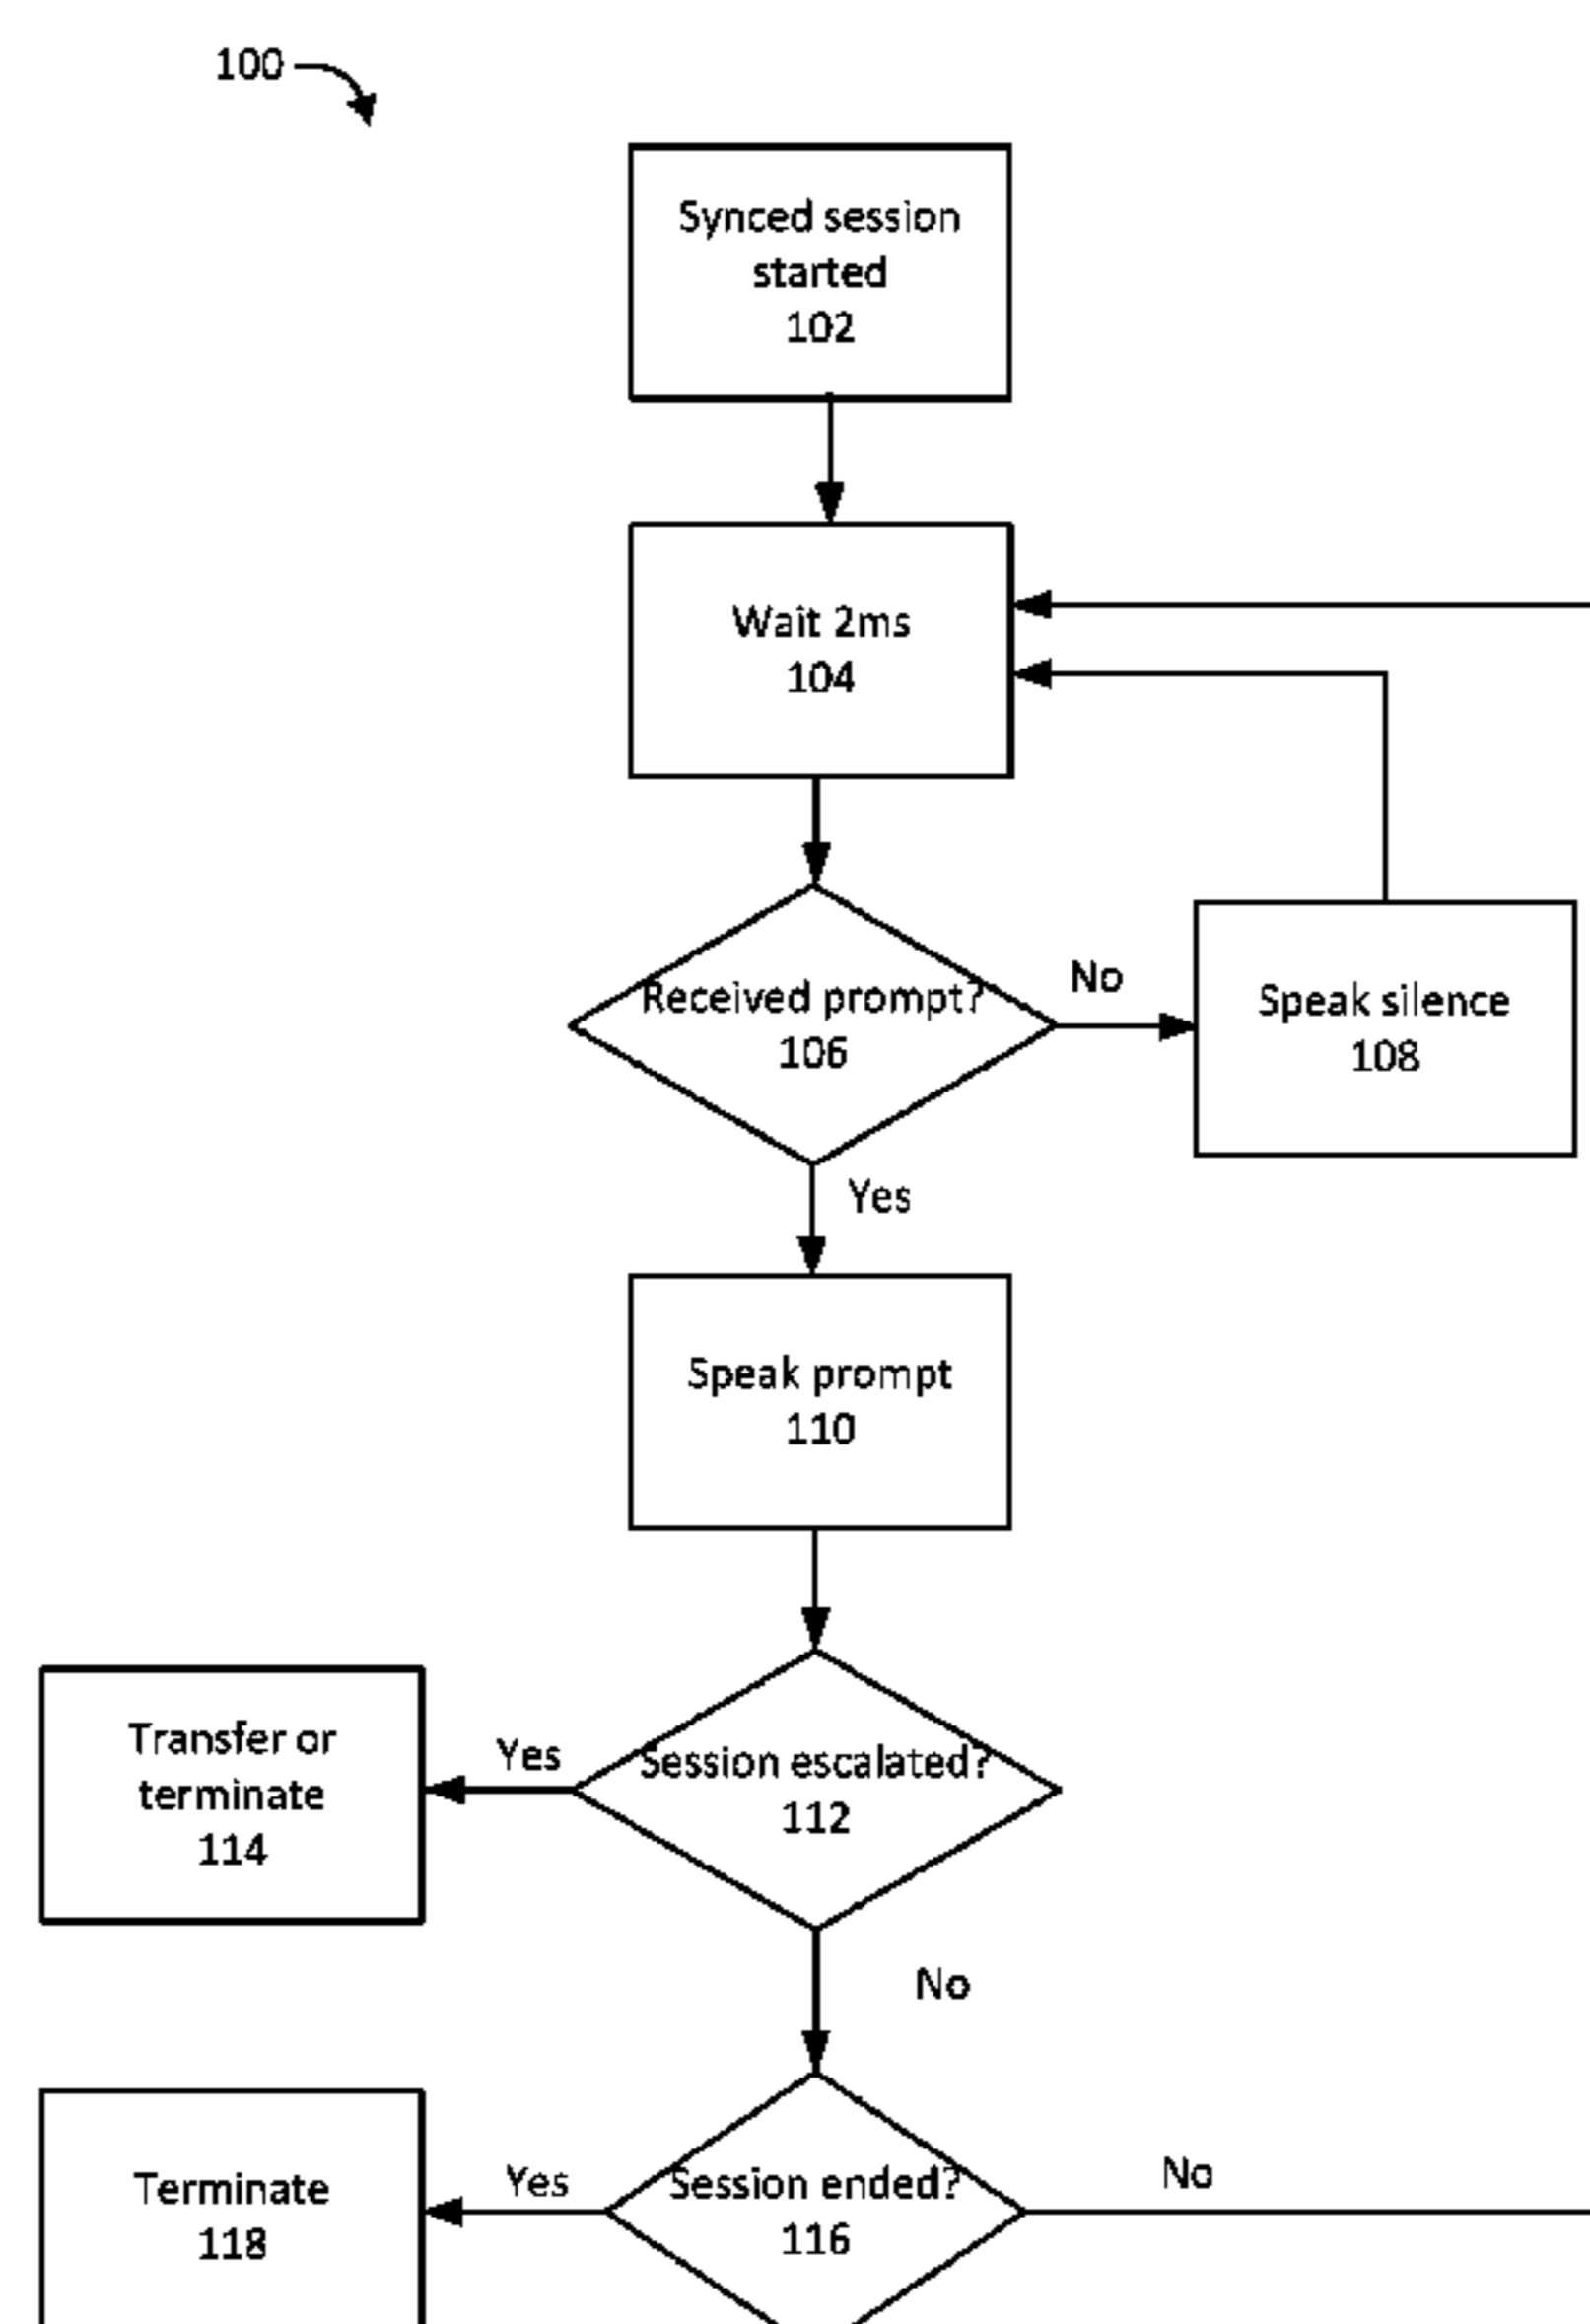 100
Synced session
started
102
Wait 2ms
104
Received prompt?
106
No
Speak silence
108
Yes
Speak prompt
110
Transfer or
terminate
114
Yes
Session escalated?
112
No
Terminate
118
Yes
Session ended?
116
No